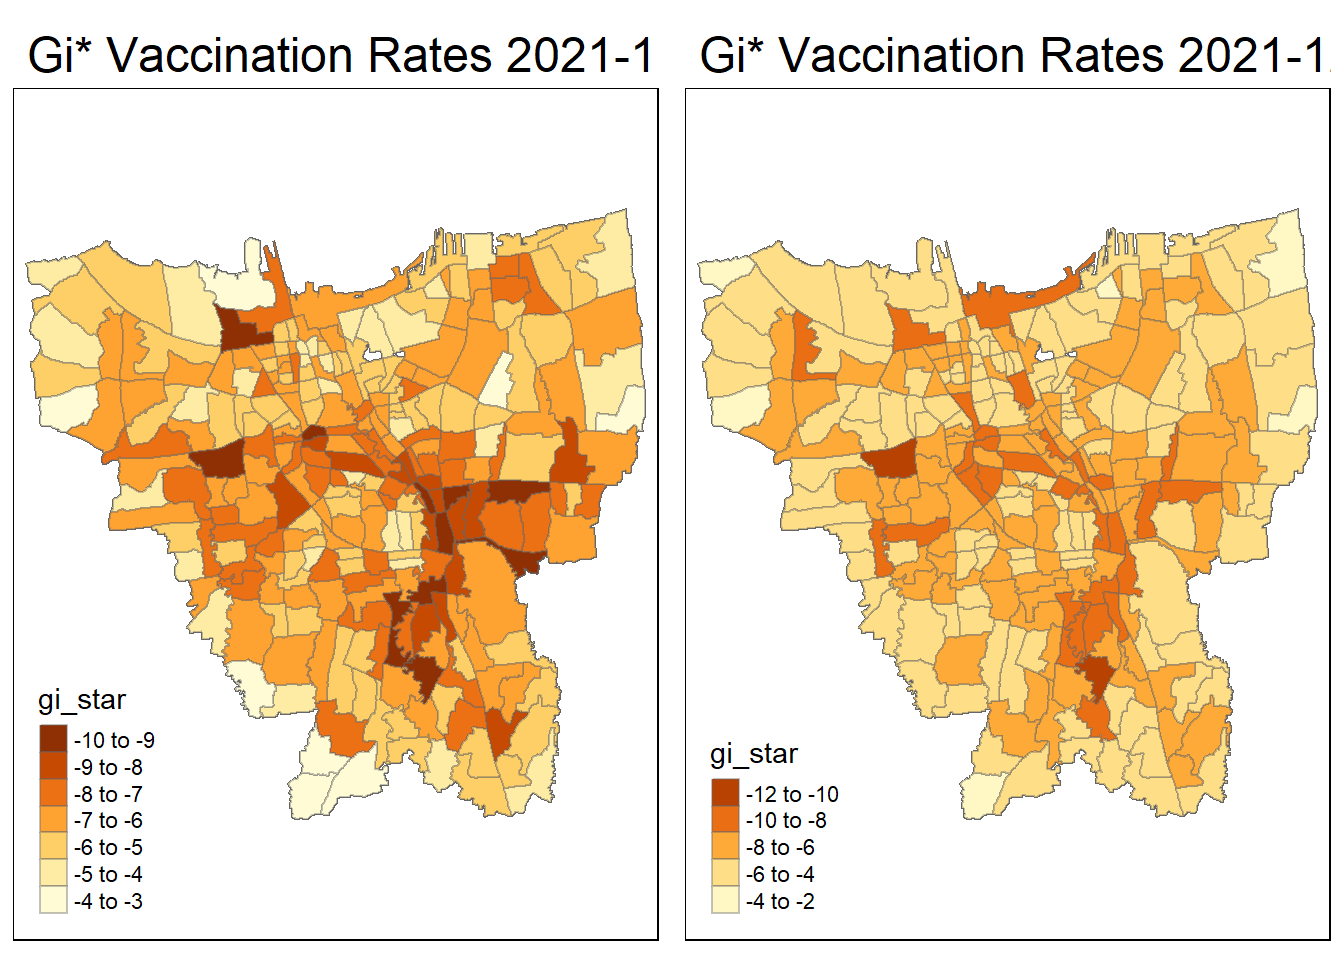 Gi* Vaccination Rates 2021-1
gi_star
-10 to -9
-9 to -8
-8 to -7
-7 to -6
-6 to -5
-5 to -4
-4 to -3
Gi* Vaccination Rates 2021-1
gi_star
-12 to -10
-10 to -8
-8 to -6
-6 to -4
-4 to -2